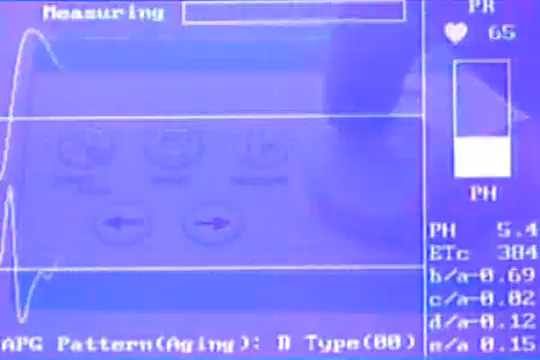 Measuring
PR
65
PH
PH 5.4
ETc 384
b/a-0.69
c/a-0.02
d/a-0.12
e/a 0.15
APG Pattern(Aging): B Type(80)